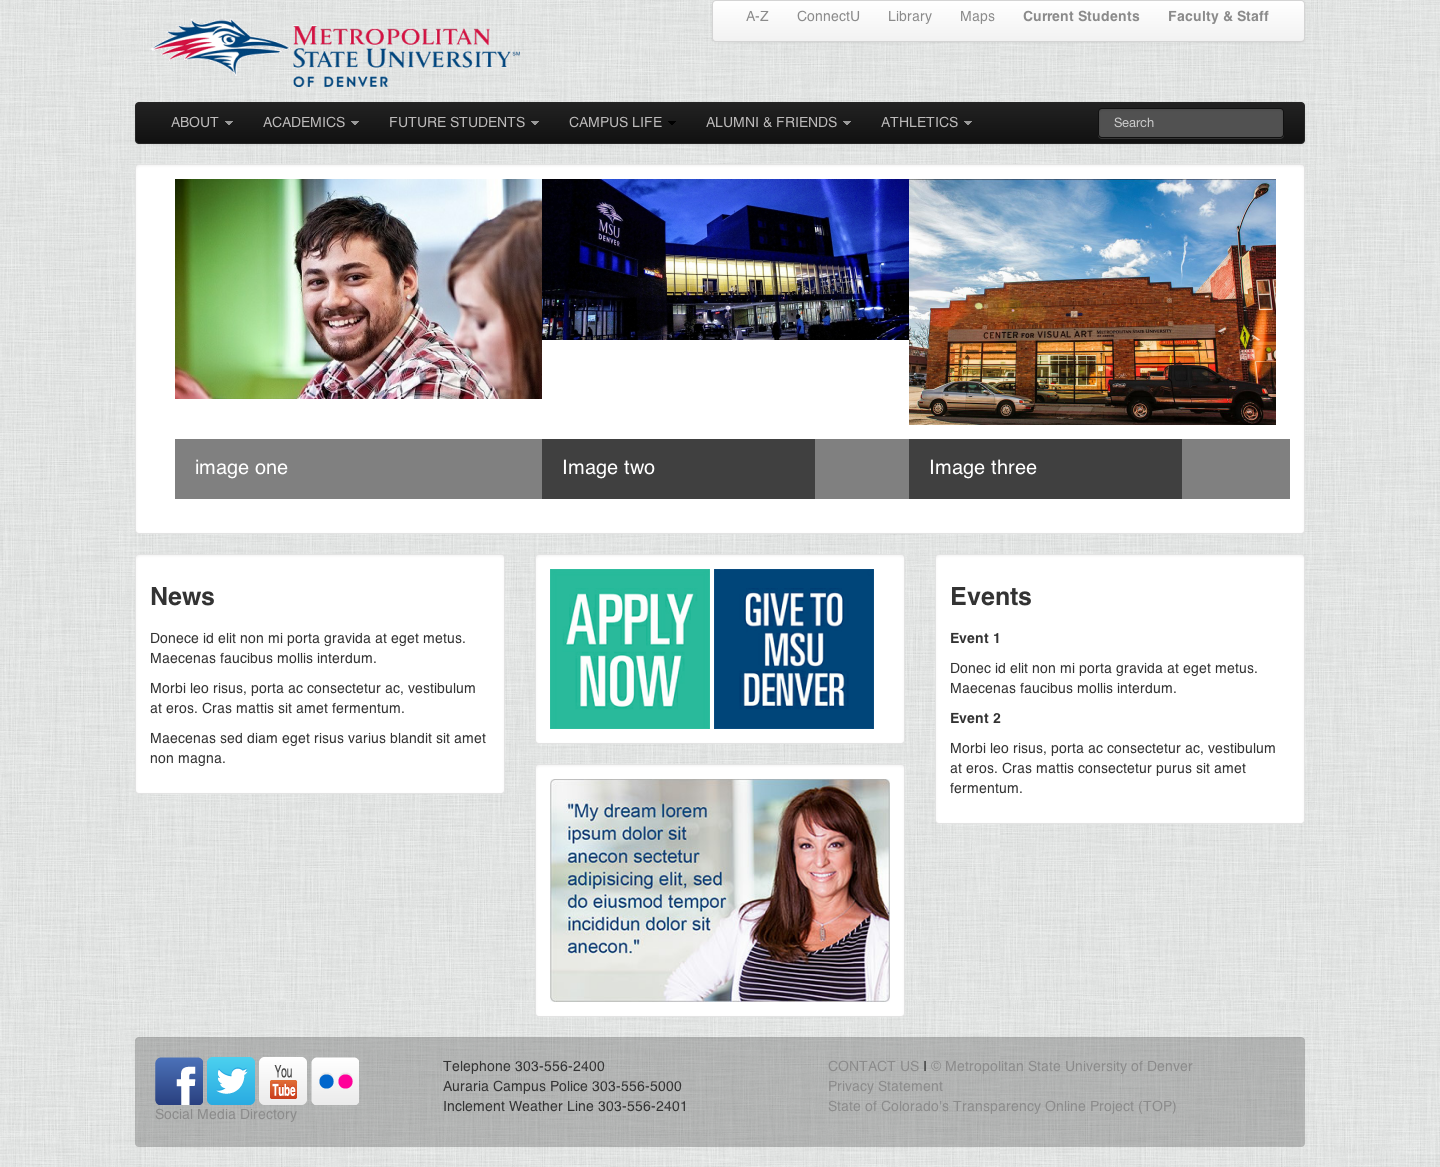 A-Z ConnectU Library Maps Current Students Faculty & Staff
METROPOLITAN
STATE UNIVERSITY℠
OF DENVER
ABOUT ACADEMICS FUTURE STUDENTS CAMPUS LIFE ALUMNI & FRIENDS ATHLETICS Search
MSU
DENVER
CENTER FOR VISUAL ART METROPOLITAN STATE UNIVERSITY
image one Image two Image three
News
Donece id elit non mi porta gravida at eget metus.
Maecenas faucibus mollis interdum.
Morbi leo risus, porta ac consectetur ac, vestibulum
at eros. Cras mattis sit amet fermentum.
Maecenas sed diam eget risus varius blandit sit amet
non magna.
APPLY
NOW
GIVE TO
MSU
DENVER
"My dream lorem
ipsum dolor sit
anecon sectetur
adipisicing elit, sed
do eiusmod tempor
incididun dolor sit
anecon."
Events
Event 1
Donec id elit non mi porta gravida at eget metus.
Maecenas faucibus mollis interdum.
Event 2
Morbi leo risus, porta ac consectetur ac, vestibulum
at eros. Cras mattis consectetur purus sit amet
fermentum.
f
You
Tube
Social Media Directory
Telephone 303-556-2400
Auraria Campus Police 303-556-5000
Inclement Weather Line 303-556-2401
CONTACT US I © Metropolitan State University of Denver
Privacy Statement
State of Colorado's Transparency Online Project (TOP)